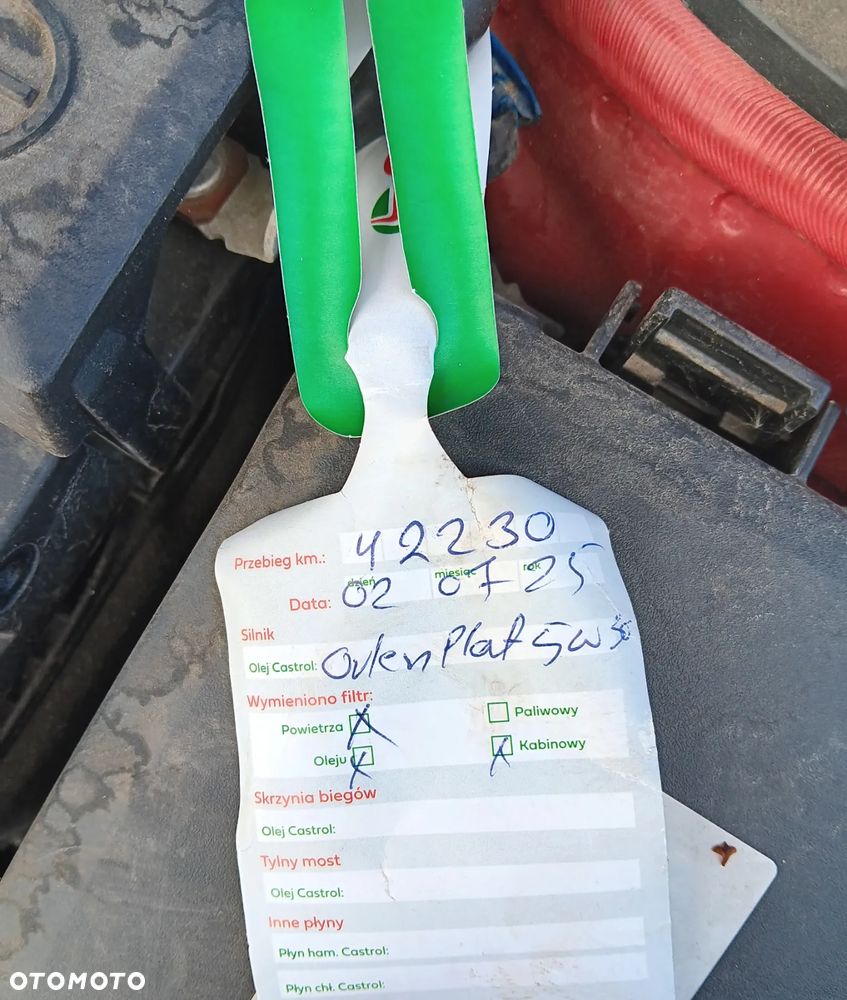 Przebieg km.: 42230
dzień miesiąc rok
Data: 02 07 25
Silnik
Olej Castrol: Orlen Plat 5w30
Wymieniono filtr:
Powietrza X Paliwowy
Oleju X Kabinowy X
Skrzynia biegów
Olej Castrol:
Tylny most
Olej Castrol:
Inne płyny
Płyn ham. Castrol:
Płyn chł. Castrol:
OTOMOTO